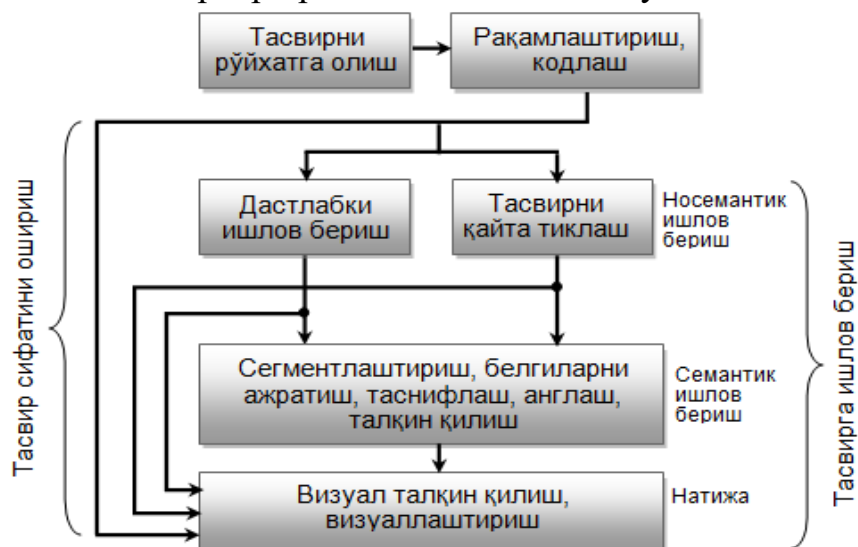 Тасвирни
рўйхатга олиш
Рақамлаштириш,
кодлаш
Дастлабки
ишлов бериш
Тасвирни
қайта тиклаш
Носемантик
ишлов
бериш
Сегментлаштириш, белгиларни
ажратиш, таснифлаш, англаш,
талқин қилиш
Семантик
ишлов
бериш
Визуал талқин қилиш,
визуаллаштириш
Натижа
Тасвир сифатини ошириш
Тасвирга ишлов бериш